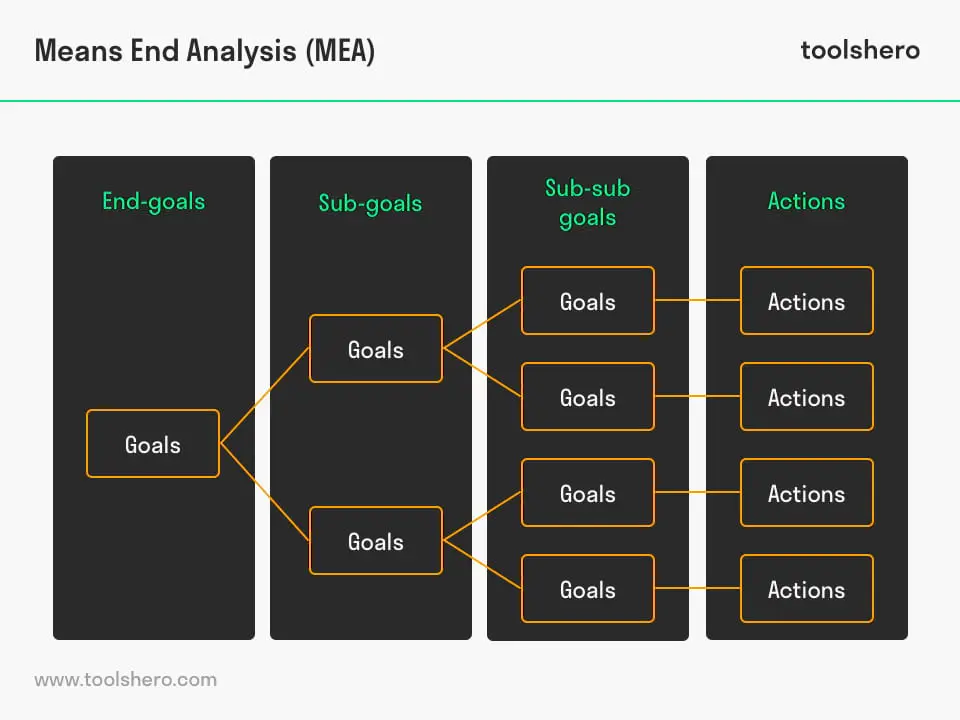 Means End Analysis (MEA)
toolshero
End-goals
Sub-goals
Sub-sub
goals
Actions
Goals
Goals
Goals
Goals
Goals
Goals
Goals
Actions
Actions
Actions
Actions
www.toolshero.com